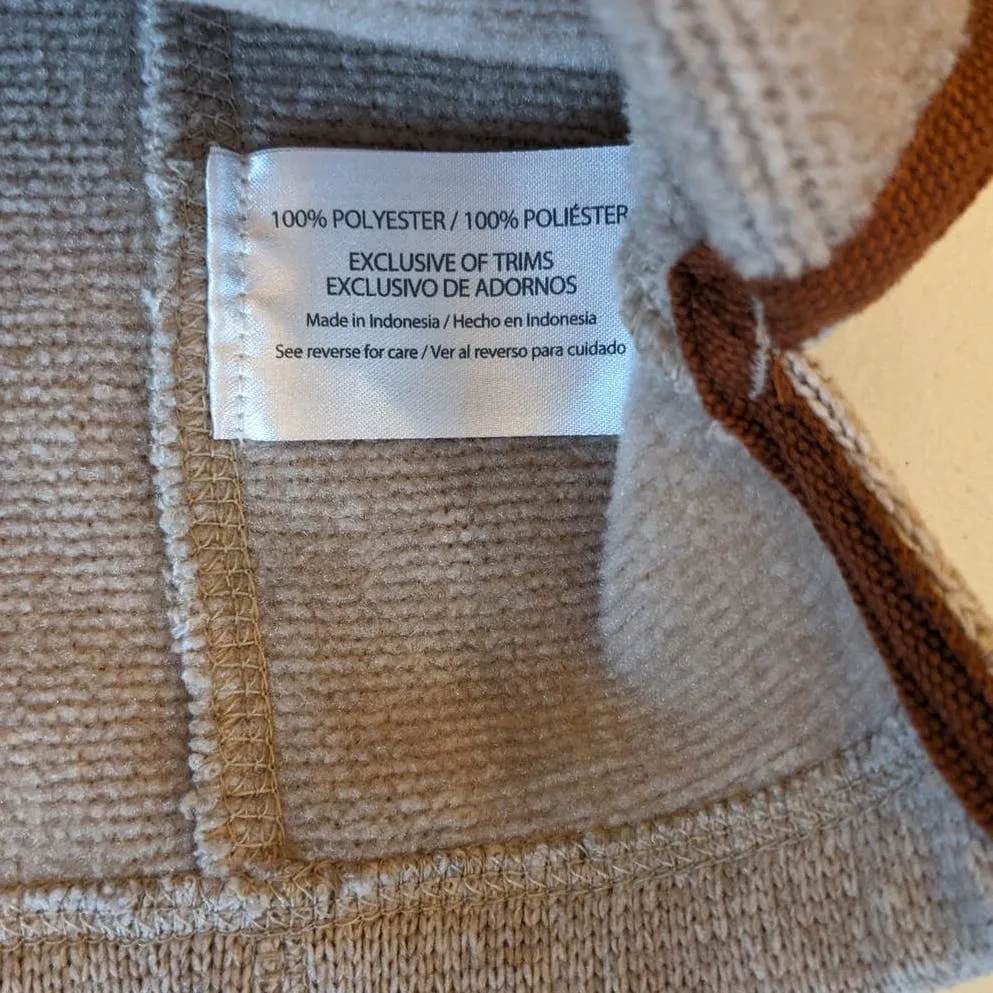 100% POLYESTER / 100% POLIÉSTER
EXCLUSIVE OF TRIMS
EXCLUSIVO DE ADORNOS
Made in Indonesia / Hecho en Indonesia
See reverse for care / Ver al reverso para cuidado